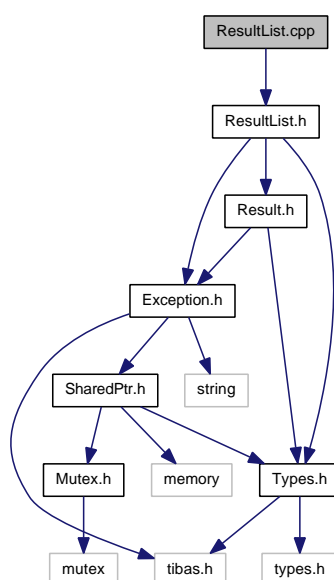 ResultList.cpp
ResultList.h
Result.h
Exception.h
SharedPtr.h
string
Mutex.h
memory
Types.h
mutex
tibas.h
types.h